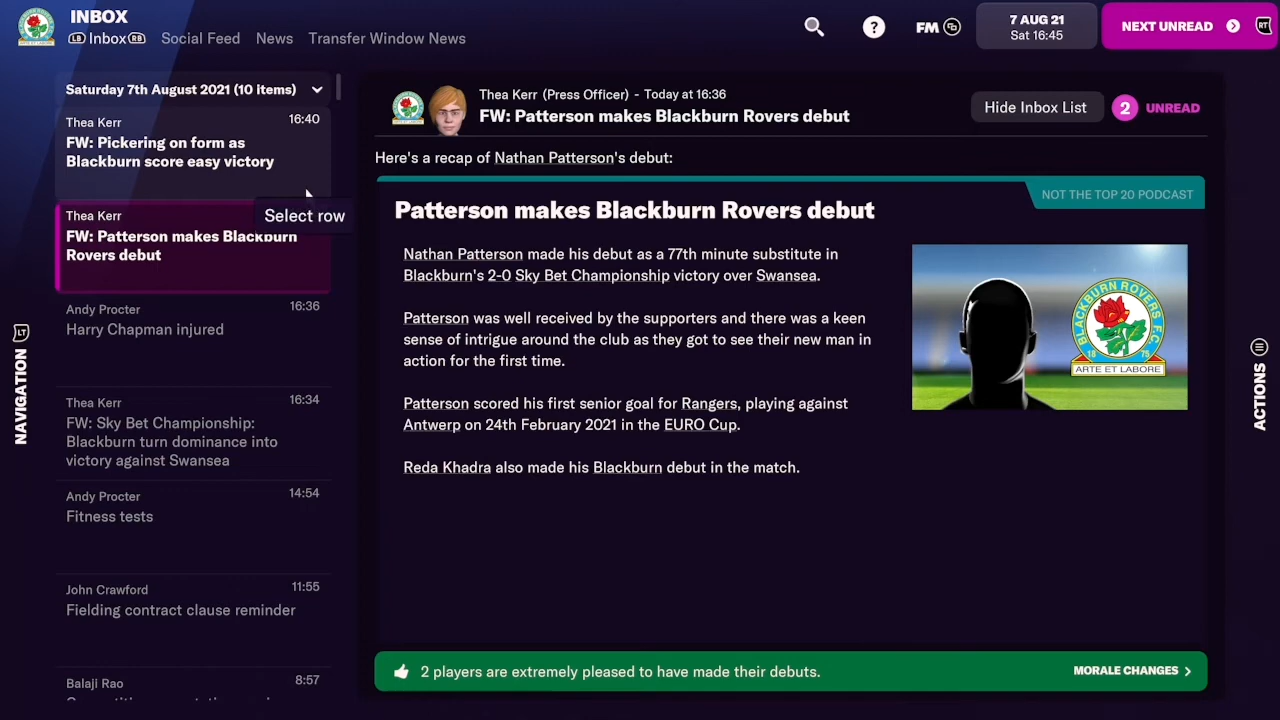 INBOX
LB Inbox RB Social Feed News Transfer Window News
FM
7 AUG 21
Sat 16:45
NEXT UNREAD
RT
Saturday 7th August 2021 (10 items)
Thea Kerr 16:40
FW: Pickering on form as
Blackburn score easy victory
Select row
Thea Kerr
FW: Patterson makes Blackburn
Rovers debut
Andy Procter 16:36
Harry Chapman injured
Thea Kerr 16:34
FW: Sky Bet Championship:
Blackburn turn dominance into
victory against Swansea
Andy Procter 14:54
Fitness tests
John Crawford 11:55
Fielding contract clause reminder
Balaji Rao 8:57
LT
NAVIGATION
Thea Kerr (Press Officer) - Today at 16:36
FW: Patterson makes Blackburn Rovers debut
Hide Inbox List
2 UNREAD
Here's a recap of Nathan Patterson's debut:
NOT THE TOP 20 PODCAST
Patterson makes Blackburn Rovers debut
Nathan Patterson made his debut as a 77th minute substitute in
Blackburn's 2-0 Sky Bet Championship victory over Swansea.
Patterson was well received by the supporters and there was a keen
sense of intrigue around the club as they got to see their new man in
action for the first time.
Patterson scored his first senior goal for Rangers, playing against
Antwerp on 24th February 2021 in the EURO Cup.
Reda Khadra also made his Blackburn debut in the match.
BLACKBURN ROVERS F.C.
18 75
ARTE ET LABORE
2 players are extremely pleased to have made their debuts.
MORALE CHANGES
ACTIONS